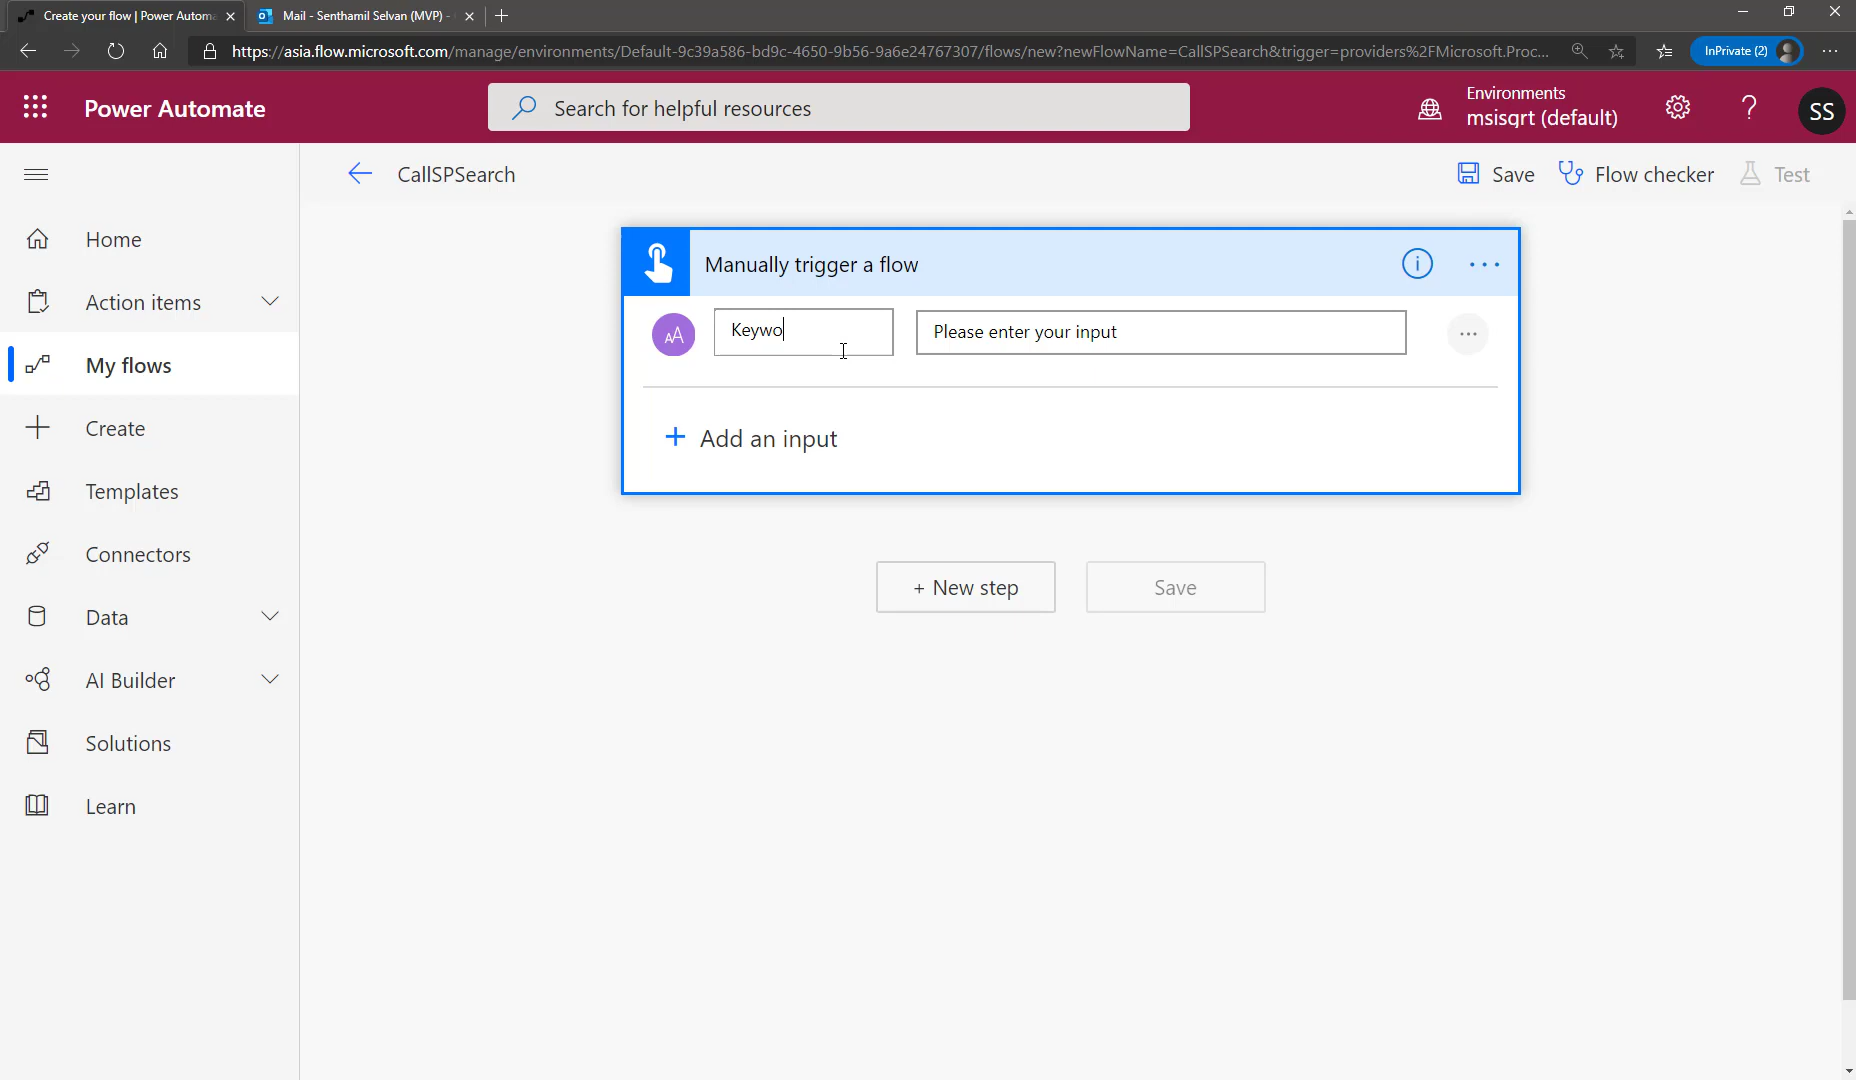 Create your flow | Power Automa
Mail - Senthamil Selvan (MVP) -
https://asia.flow.microsoft.com/manage/environments/Default-9c39a586-bd9c-4650-9b56-9a6e24767307/flows/new?newFlowName=CallSPSearch&trigger=providers%2FMicrosoft.Proc...
InPrivate (2)
Power Automate
Search for helpful resources
Environments
msisqrt (default)
SS
CallSPSearch
Save
Flow checker
Test
Home
Action items
My flows
Create
Templates
Connectors
Data
AI Builder
Solutions
Learn
Manually trigger a flow
AA
Keywo
Please enter your input
+ Add an input
+ New step
Save